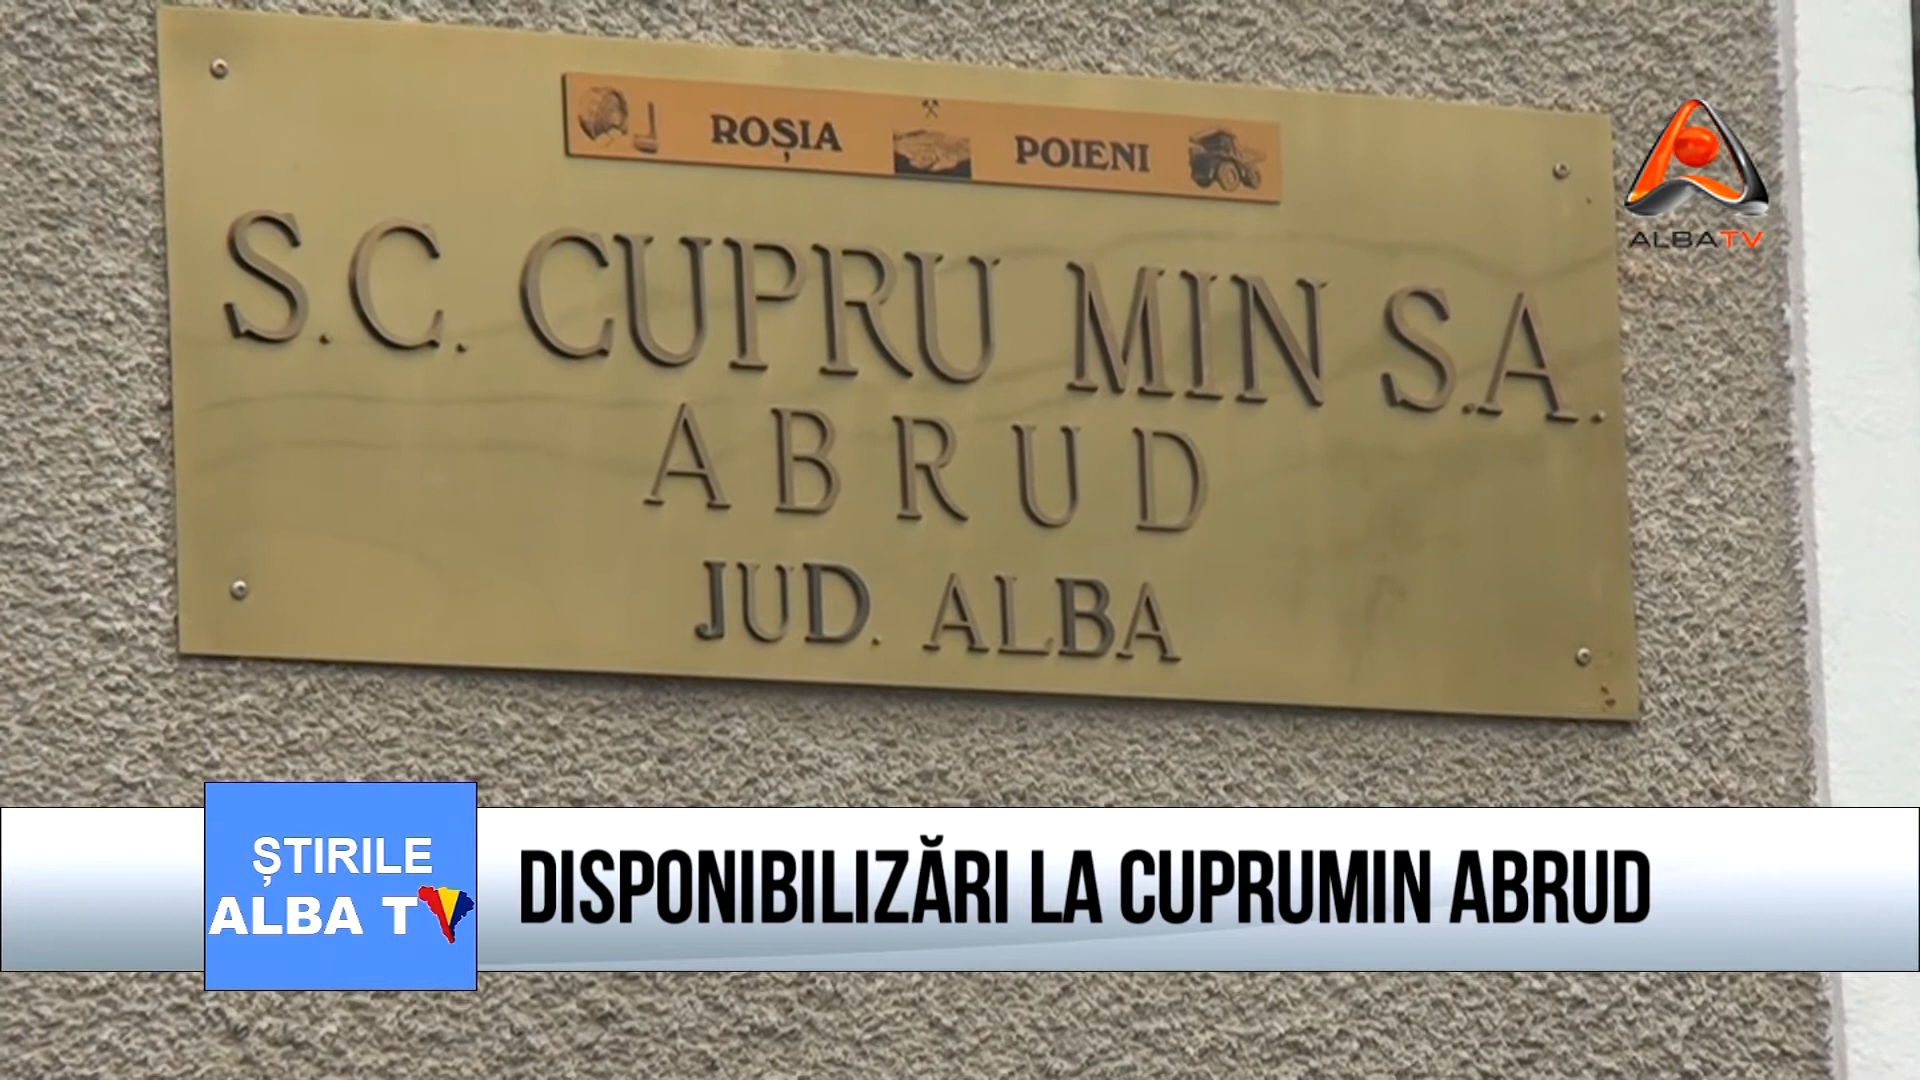 ROȘIA POIENI
S.C. CUPRU MIN S.A.
ABRUD
JUD. ALBA
ALBATV
ȘTIRILE
ALBA TV
DISPONIBILIZĂRI LA CUPRUMIN ABRUD